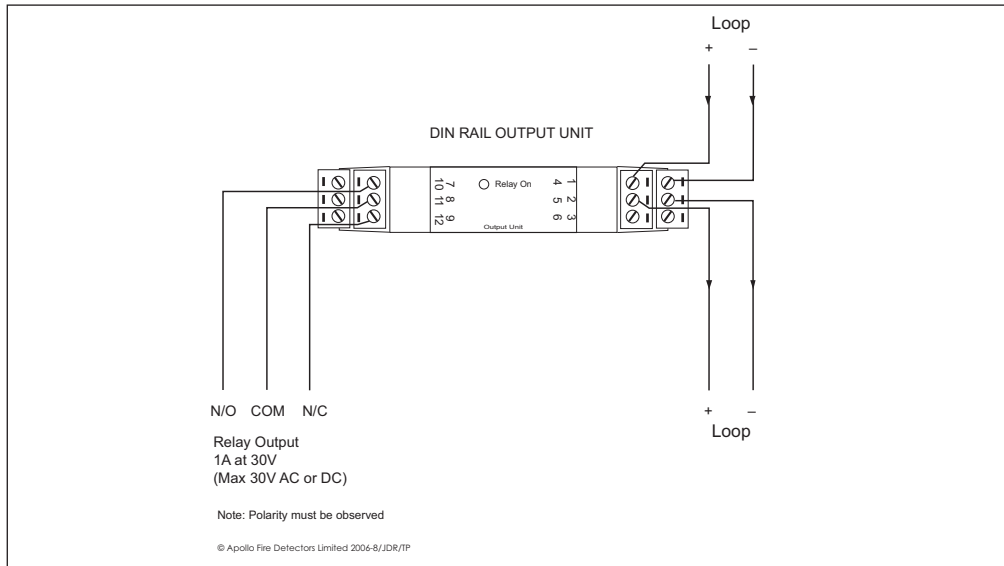 Loop
+ –
DIN RAIL OUTPUT UNIT
7 8 9
10 11 12
Relay On
1 2 3
4 5 6
Output Unit
N/O COM N/C
+ –
Loop
Relay Output
1A at 30V
(Max 30V AC or DC)
Note: Polarity must be observed
© Apollo Fire Detectors Limited 2006-8/JDR/TP